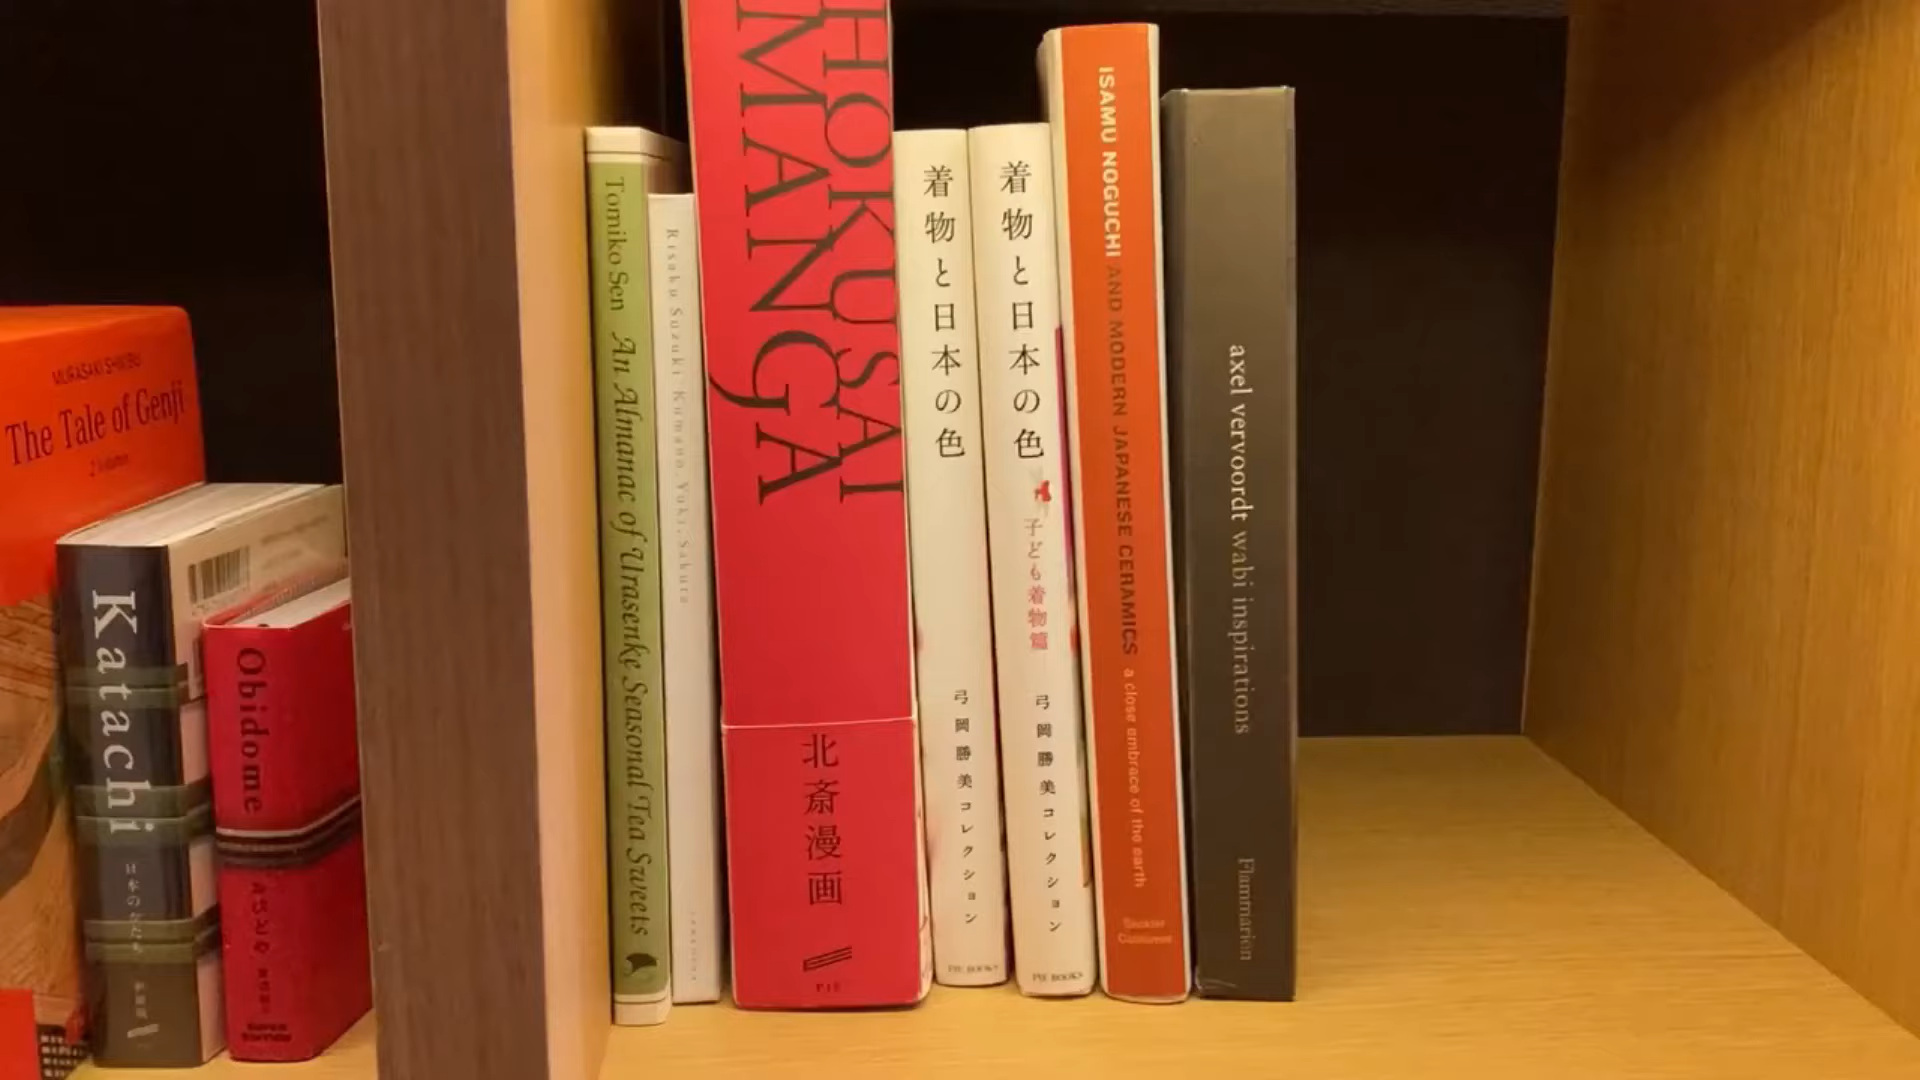 MURASAKI SHIKIBU
The Tale of Genji
Katachi
日本のかたち
Obidome
Tomiko Sen An Almanac of Urasenke Seasonal Tea Sweets
Risaku Suzuki Kumano, Yuki, Sakura
HOKUSAI
MANGA
北斎漫画
PIE
着物と日本の色
弓岡勝美コレクション
PIE BOOKS
着物と日本の色
子ども着物篇
弓岡勝美コレクション
PIE BOOKS
ISAMU NOGUCHI AND MODERN JAPANESE CERAMICS a close embrace of the earth
axel vervoordt wabi inspirations
Flammarion